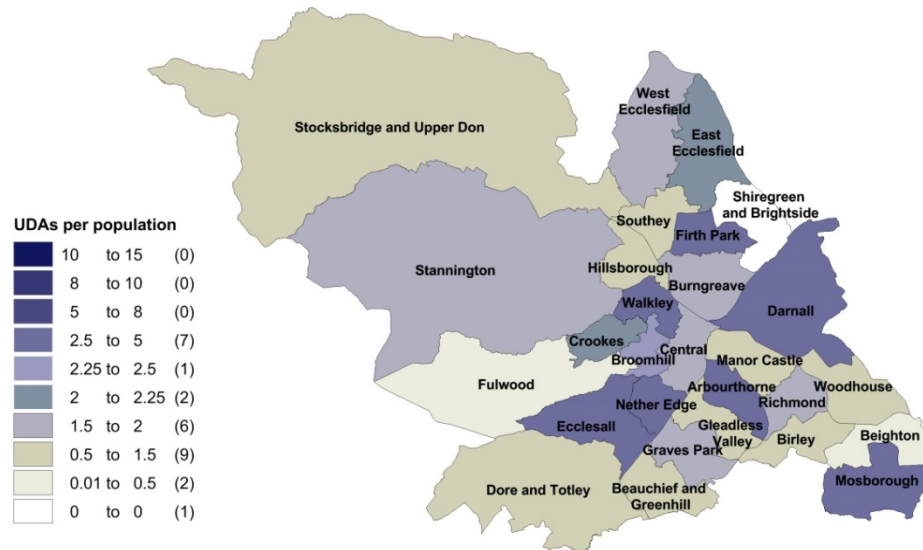 West
Ecclesfield
Stocksbridge and Upper Don
East
Ecclesfield
Shiregreen
and Brightside
UDAs per population
10 to 15 (0)
8 to 10 (0)
5 to 8 (0)
2.5 to 5 (7)
2.25 to 2.5 (1)
2 to 2.25 (2)
1.5 to 2 (6)
0.5 to 1.5 (9)
0.01 to 0.5 (2)
0 to 0 (1)
Southey
Firth Park
Stannington
Hillsborough
Burngreave
Walkley
Darnall
Crookes
Central
Broomhill
Manor Castle
Fulwood
Arbourthorne
Woodhouse
Richmond
Nether Edge
Ecclesall
Gleadless
Valley
Birley
Beighton
Graves Park
Mosborough
Dore and Totley
Beauchief and
Greenhill